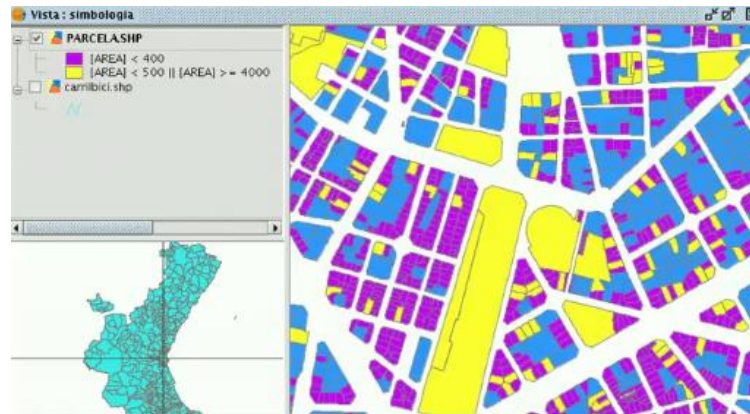 Vista : simbologia
PARCELA.SHP
[AREA] < 400
[AREA] < 500 || [AREA] >= 4000
carrilbici.shp